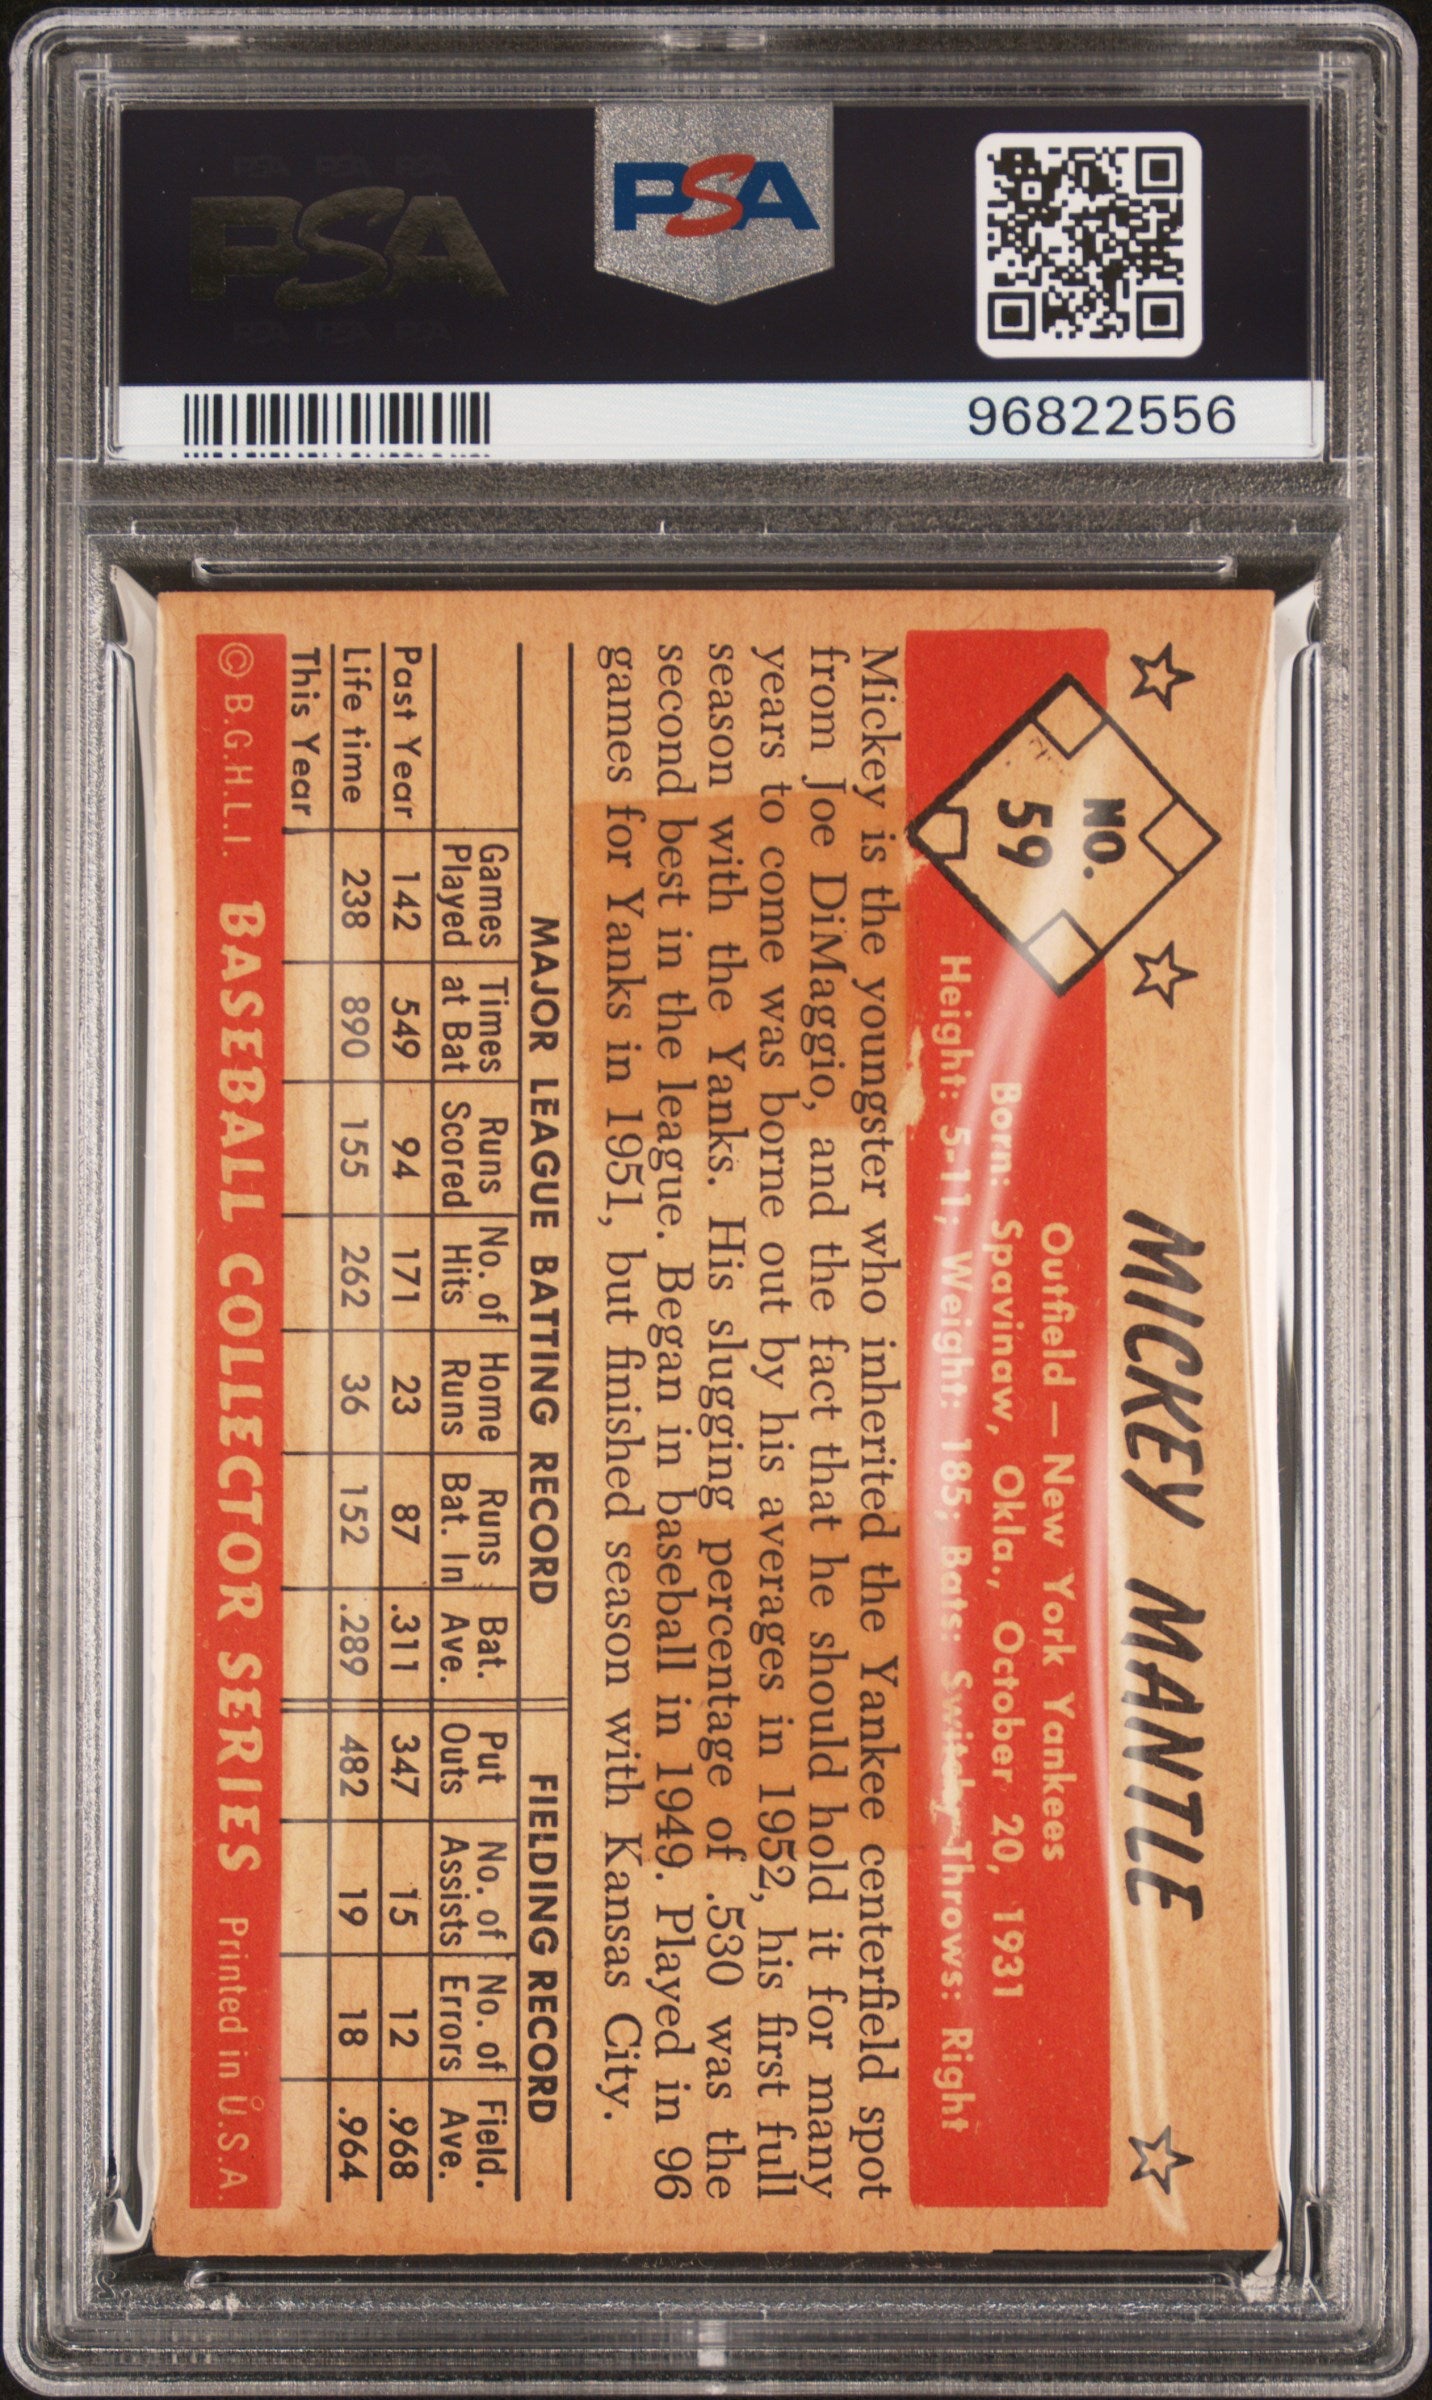 PSA PSA PSA
PSA
PSA PSA PSA
PSA
96822556
NO.
59
MICKEY MANTLE
Outfield — New York Yankees
Born: Spavinaw, Okla., October 20, 1931
Height: 5-11; Weight: 185; Bats: Switch; Throws: Right
Mickey is the youngster who inherited the Yankee centerfield spot
from Joe DiMaggio, and the fact that he should hold it for many
years to come was borne out by his averages in 1952, his first full
season with the Yanks. His slugging percentage of .530 was the
second best in the league. Began in baseball in 1949. Played in 96
games for Yanks in 1951, but finished season with Kansas City.
MAJOR LEAGUE BATTING RECORD FIELDING RECORD
Games Times Runs No. of Home Runs Bat. Put No. of No. of Field.
Played at Bat Scored Hits Runs Bat. In Ave. Outs Assists Errors Ave.
Past Year 142 549 94 171 23 87 .311 347 15 12 .968
Life time 238 890 155 262 36 152 .289 482 19 18 .964
This Year
© B.G.H.L.I. BASEBALL COLLECTOR SERIES Printed in U.S.A.